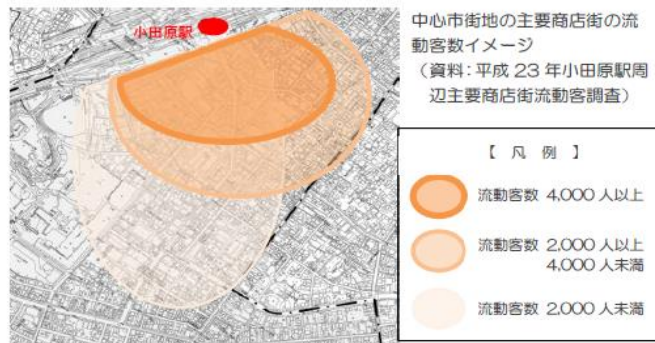 小田原駅
中心市街地の主要商店街の流
動客数イメージ
（資料：平成 23 年小田原駅周
辺主要商店街流動客調査）
【 凡 例 】
流動客数 4,000 人以上
流動客数 2,000 人以上
4,000 人未満
流動客数 2,000 人未満